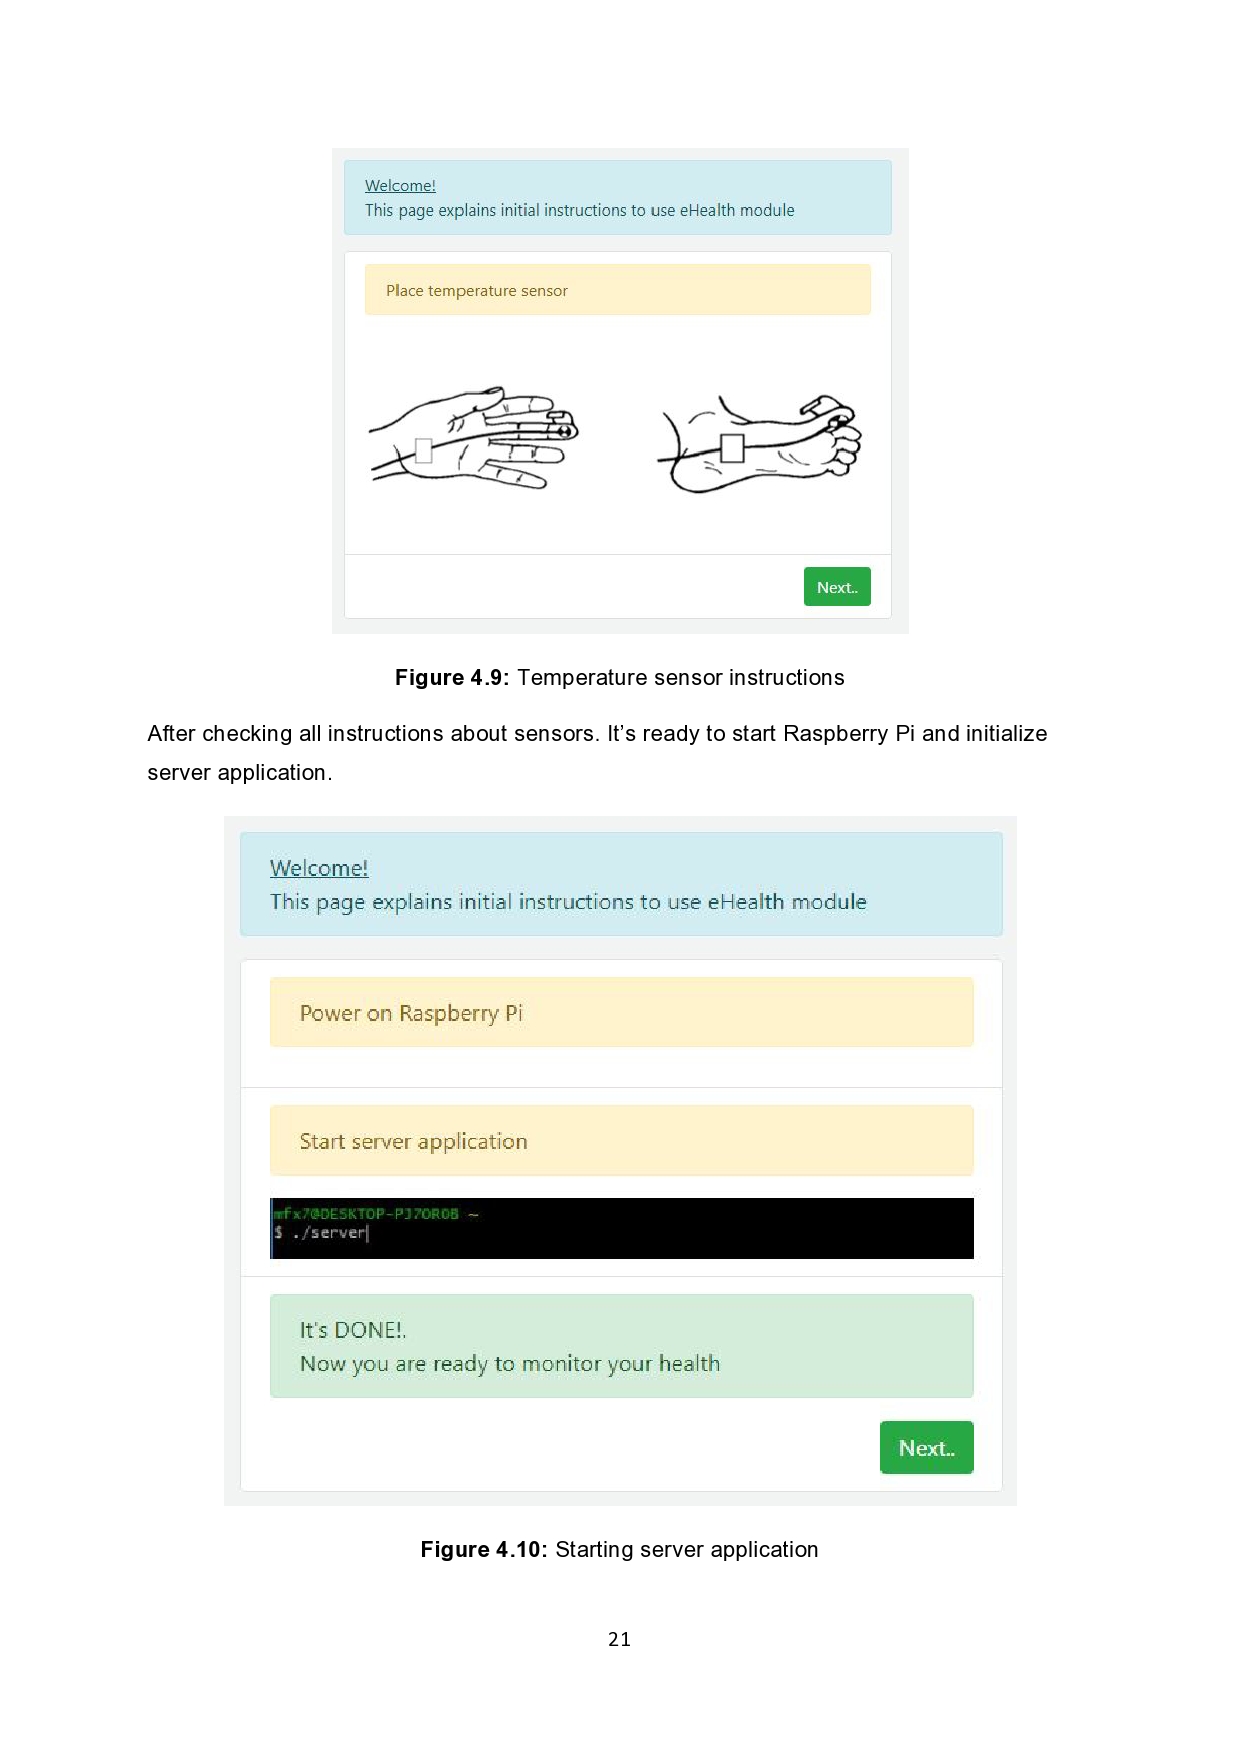 Welcome!
This page explains initial instructions to use eHealth module
Place temperature sensor
Next..
Figure 4.9: Temperature sensor instructions
After checking all instructions about sensors. It’s ready to start Raspberry Pi and initialize
server application.
Welcome!
This page explains initial instructions to use eHealth module
Power on Raspberry Pi
Start server application
mfx7@DESKTOP-PJ7OR0B ~
$ ./server
It's DONE!.
Now you are ready to monitor your health
Next..
Figure 4.10: Starting server application
21